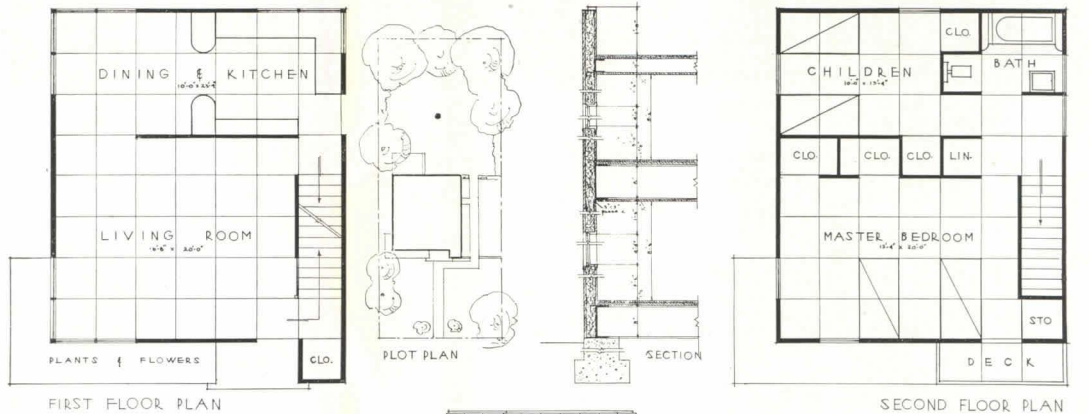 DINING & KITCHEN
LIVING ROOM
PLANTS & FLOWERS
CLO.
FIRST FLOOR PLAN
PLOT PLAN
SECTION
CLO.
BATH
CHILDREN
CLO.
CLO.
CLO.
LIN.
MASTER BEDROOM
STO
DECK
SECOND FLOOR PLAN